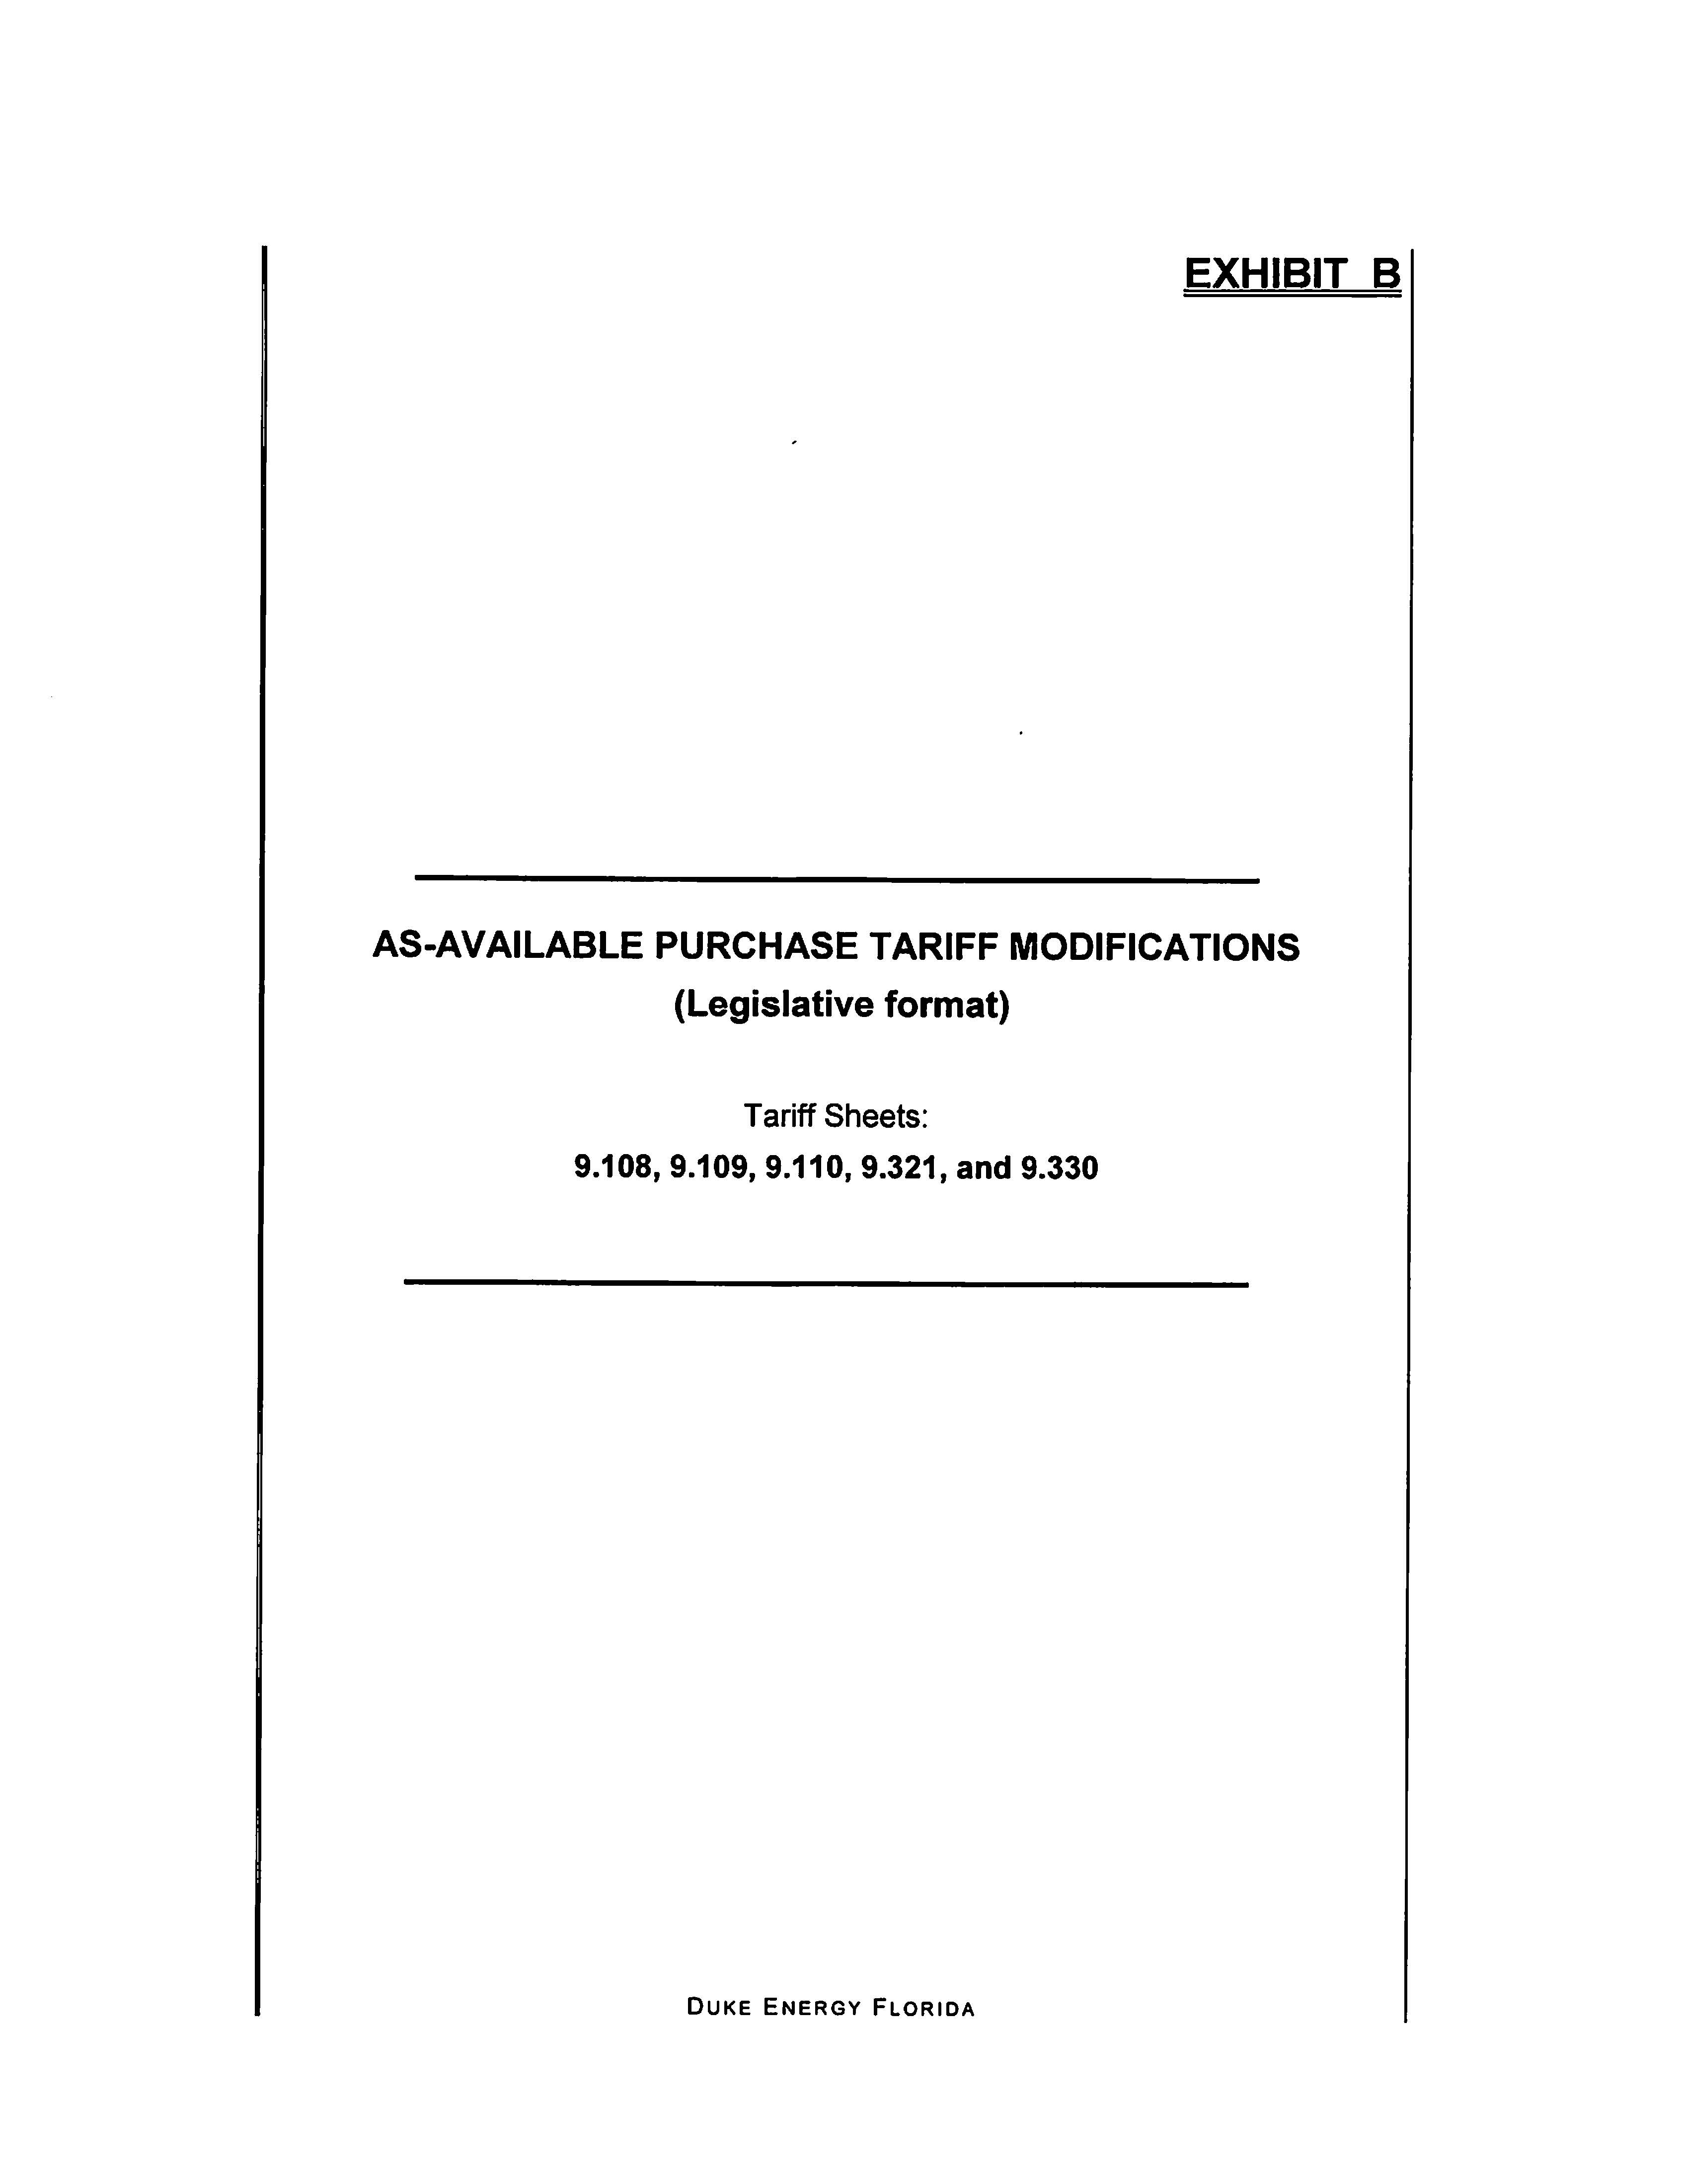 EXHIBIT B
AS-AVAILABLE PURCHASE TARIFF MODIFICATIONS
(Legislative format)
Tariff Sheets:
9.108, 9.109, 9.110, 9.321, and 9.330
DUKE ENERGY FLORIDA